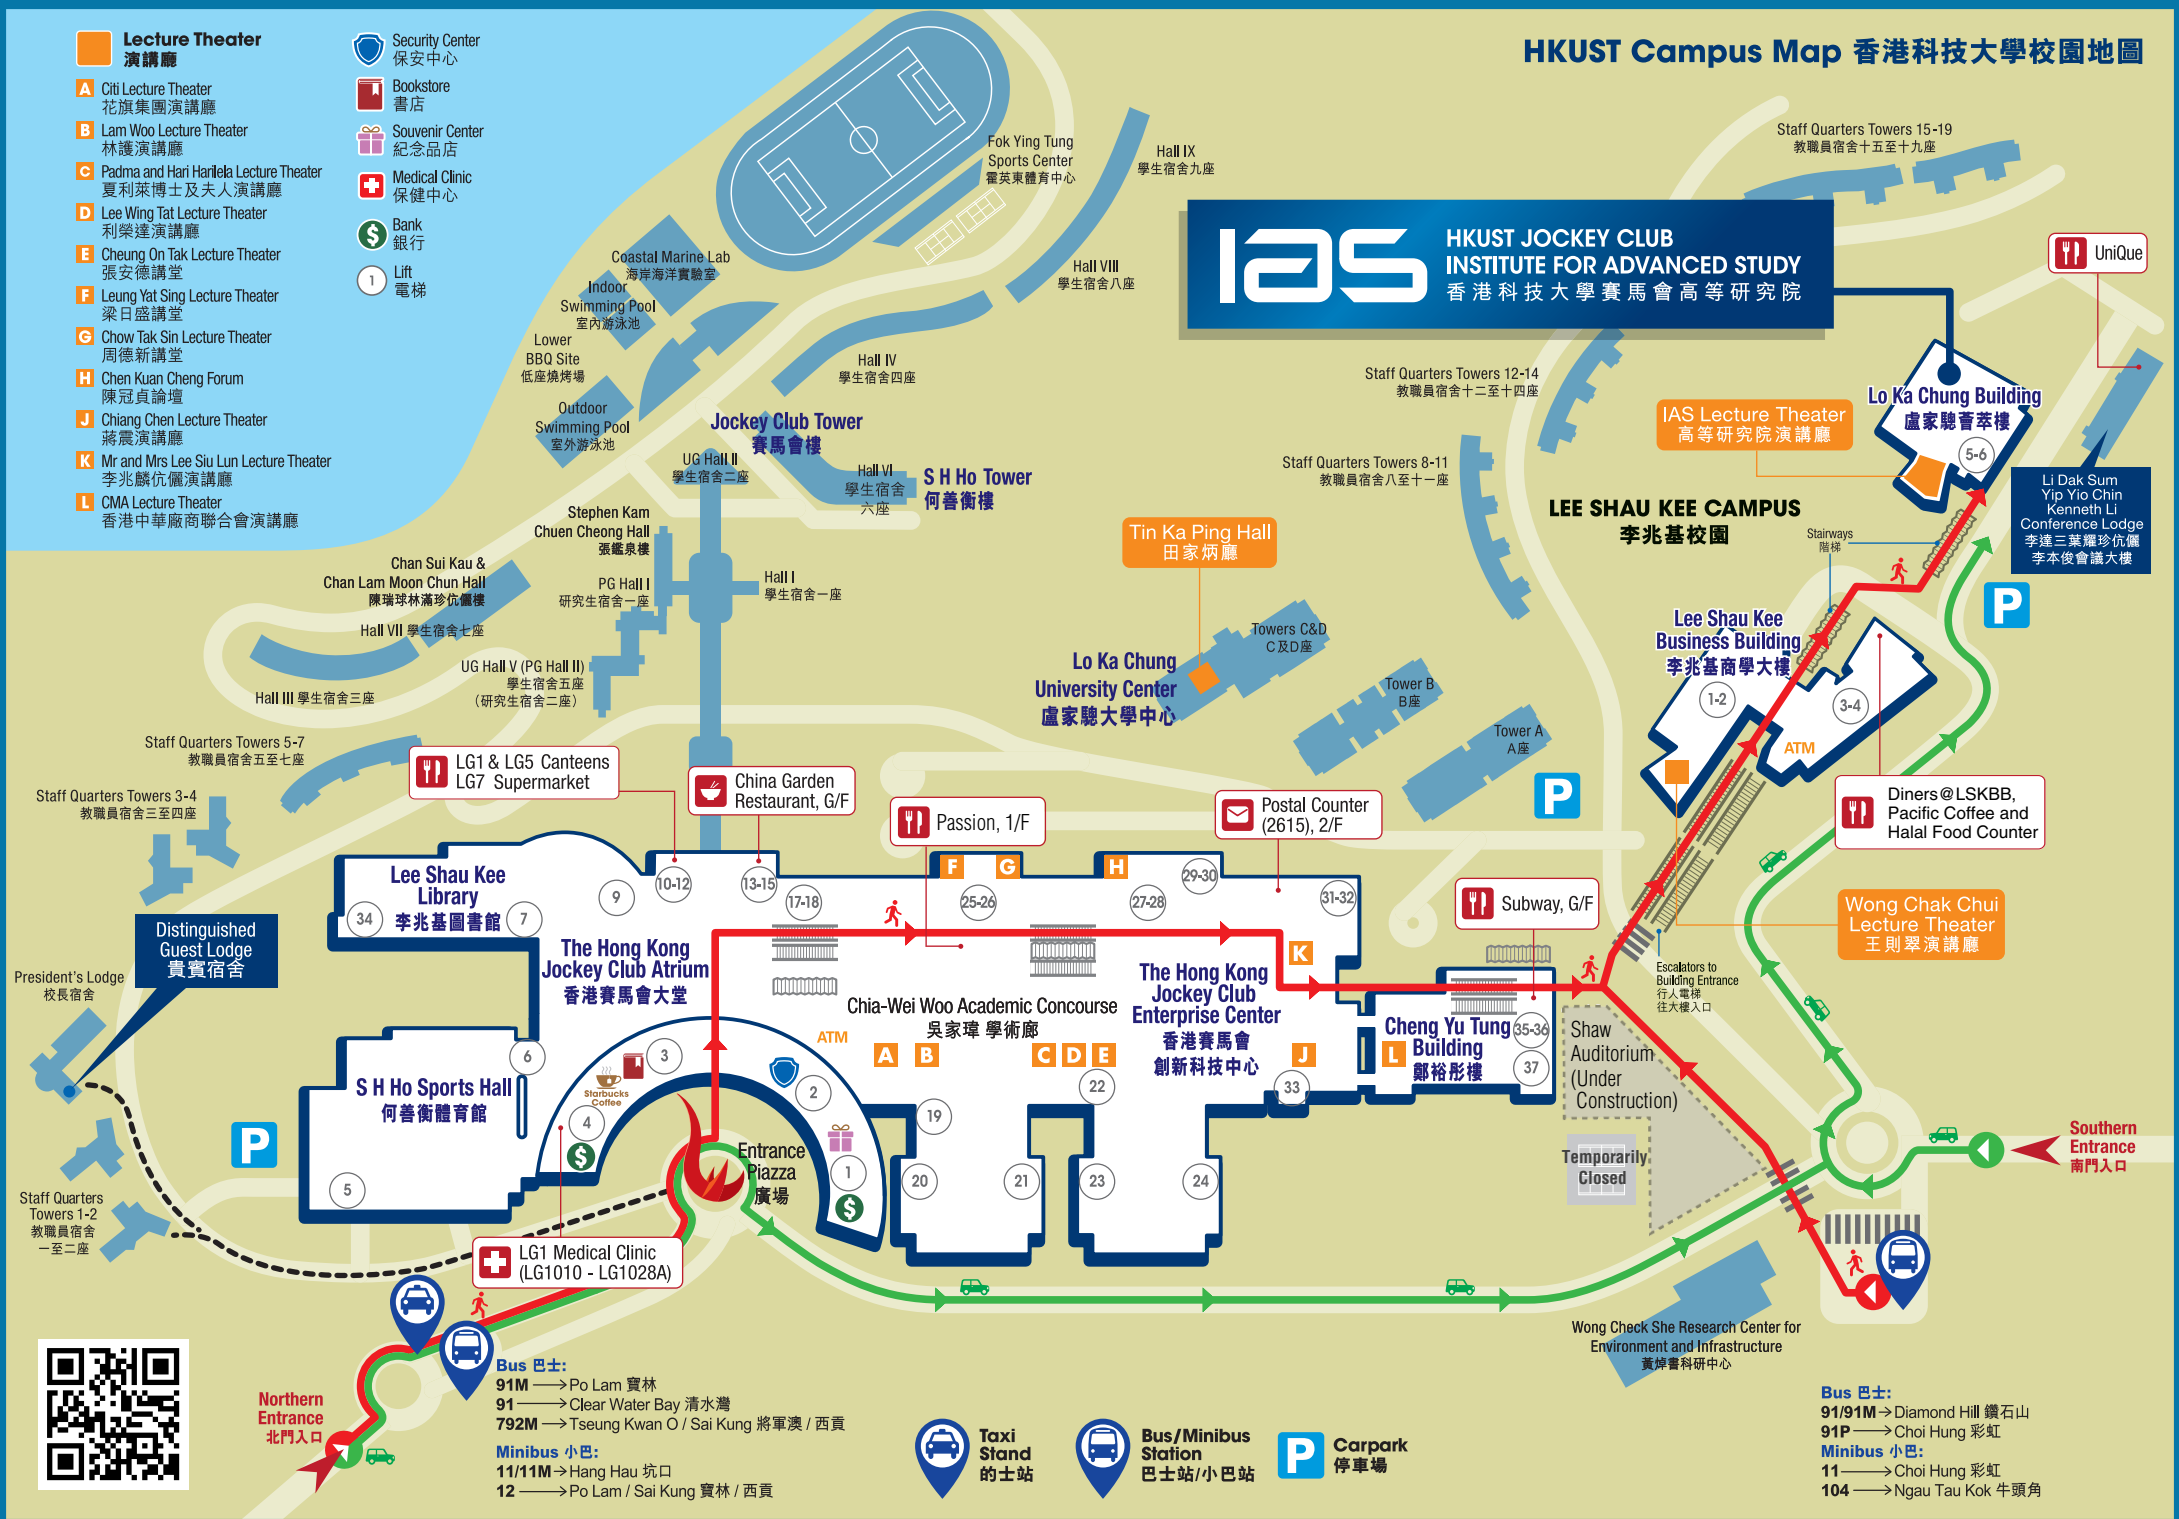 HKUST Campus Map 香港科技大學校園地圖
Lecture Theater
演講廳
A Citi Lecture Theater
花旗集團演講廳
B Lam Woo Lecture Theater
林護演講廳
C Padma and Hari Harilela Lecture Theater
夏利萊博士及夫人演講廳
D Lee Wing Tat Lecture Theater
利榮達演講廳
E Cheung On Tak Lecture Theater
張安德講堂
F Leung Yat Sing Lecture Theater
梁日盛講堂
G Chow Tak Sin Lecture Theater
周德新講堂
H Chen Kuan Cheng Forum
陳冠貞論壇
J Chiang Chen Lecture Theater
蔣震演講廳
K Mr and Mrs Lee Siu Lun Lecture Theater
李兆麟伉儷演講廳
L CMA Lecture Theater
香港中華廠商聯合會演講廳
Security Center
保安中心
Bookstore
書店
Souvenir Center
紀念品店
Medical Clinic
保健中心
$ Bank
銀行
1 Lift
電梯
Fok Ying Tung
Sports Center
霍英東體育中心
Hall IX
學生宿舍九座
Hall VIII
學生宿舍八座
Staff Quarters Towers 15-19
教職員宿舍十五至十九座
ias
HKUST JOCKEY CLUB
INSTITUTE FOR ADVANCED STUDY
香港科技大學賽馬會高等研究院
UniQue
Coastal Marine Lab
海岸海洋實驗室
Indoor
Swimming Pool
室內游泳池
Lower
BBQ Site
低座燒烤場
Outdoor
Swimming Pool
室外游泳池
Hall IV
學生宿舍四座
Jockey Club Tower
賽馬會樓
UG Hall II
學生宿舍二座
Hall VI
學生宿舍
六座
S H Ho Tower
何善衡樓
Stephen Kam
Chuen Cheong Hall
張鑑泉樓
PG Hall I
研究生宿舍一座
Hall I
學生宿舍一座
Chan Sui Kau &
Chan Lam Moon Chun Hall
陳瑞球林滿珍伉儷樓
Hall VII 學生宿舍七座
UG Hall V (PG Hall II)
學生宿舍五座
(研究生宿舍二座)
Hall III 學生宿舍三座
Staff Quarters Towers 12-14
教職員宿舍十二至十四座
Staff Quarters Towers 8-11
教職員宿舍八至十一座
IAS Lecture Theater
高等研究院演講廳
Lo Ka Chung Building
盧家驄薈萃樓
5-6
Li Dak Sum
Yip Yio Chin
Kenneth Li
Conference Lodge
李達三葉耀珍伉儷
李本俊會議大樓
LEE SHAU KEE CAMPUS
李兆基校園
Stairways
階梯
P
Tin Ka Ping Hall
田家炳廳
Towers C&D
C及D座
Lo Ka Chung
University Center
盧家驄大學中心
Tower B
B座
Tower A
A座
Lee Shau Kee
Business Building
李兆基商學大樓
1-2
3-4
ATM
P
Diners@LSKBB,
Pacific Coffee and
Halal Food Counter
Wong Chak Chui
Lecture Theater
王則翠演講廳
Escalators to
Building Entrance
行人電梯
往大樓入口
Staff Quarters Towers 5-7
教職員宿舍五至七座
Staff Quarters Towers 3-4
教職員宿舍三至四座
LG1 & LG5 Canteens
LG7 Supermarket
China Garden
Restaurant, G/F
Passion, 1/F
Postal Counter
(2615), 2/F
Subway, G/F
Lee Shau Kee
Library
李兆基圖書館
34
7
9
10-12
13-15
17-18
F
G
25-26
H
27-28
29-30
31-32
K
The Hong Kong
Jockey Club Atrium
香港賽馬會大堂
Chia-Wei Woo Academic Concourse
吳家瑋 學術廊
The Hong Kong
Jockey Club
Enterprise Center
香港賽馬會
創新科技中心
Cheng Yu Tung
Building
鄭裕彤樓
35-36
37
ATM
A
B
C
D
E
J
L
Shaw
Auditorium
(Under
Construction)
Temporarily
Closed
Distinguished
Guest Lodge
貴賓宿舍
President's Lodge
校長宿舍
S H Ho Sports Hall
何善衡體育館
6
5
P
Starbucks
Coffee
3
4
$
2
1
$
19
20
21
22
23
24
33
Entrance
Piazza
廣場
Staff Quarters
Towers 1-2
教職員宿舍
一至二座
LG1 Medical Clinic
(LG1010 - LG1028A)
Southern
Entrance
南門入口
Wong Check She Research Center for
Environment and Infrastructure
黃焯書科研中心
Northern
Entrance
北門入口
Bus 巴士:
91M Po Lam 寶林
91 Clear Water Bay 清水灣
792M Tseung Kwan O / Sai Kung 將軍澳 / 西貢
Minibus 小巴:
11/11M Hang Hau 坑口
12 Po Lam / Sai Kung 寶林 / 西貢
Taxi
Stand
的士站
Bus/Minibus
Station
巴士站/小巴站
P Carpark
停車場
Bus 巴士:
91/91M Diamond Hill 鑽石山
91P Choi Hung 彩虹
Minibus 小巴:
11 Choi Hung 彩虹
104 Ngau Tau Kok 牛頭角